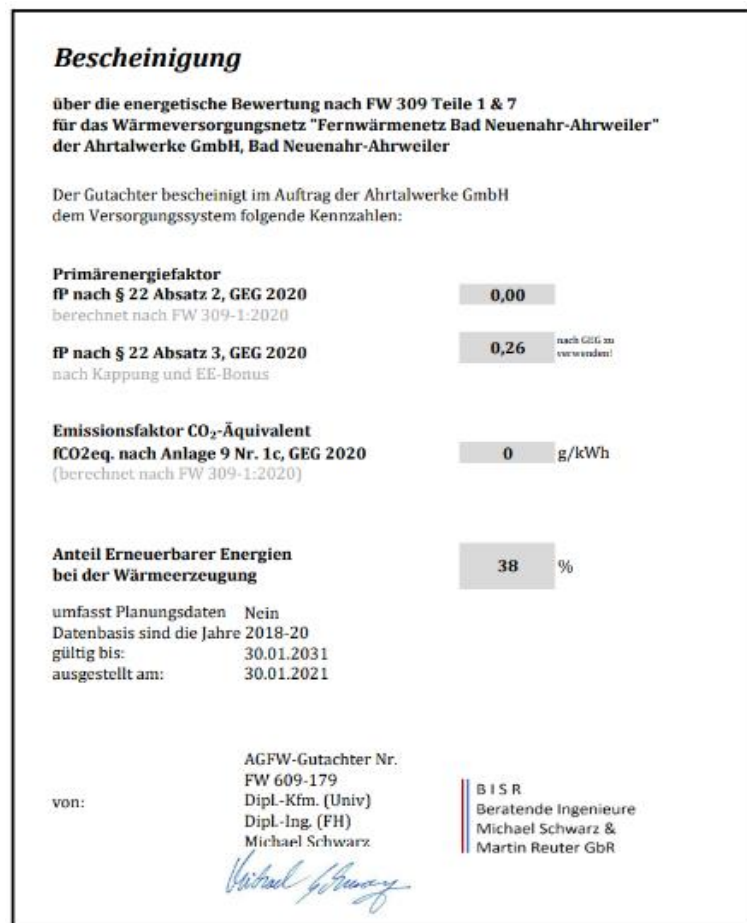 Bescheinigung
über die energetische Bewertung nach FW 309 Teile 1 & 7
für das Wärmeversorgungsnetz "Fernwärmenetz Bad Neuenahr-Ahrweiler"
der Ahrtalwerke GmbH, Bad Neuenahr-Ahrweiler
Der Gutachter bescheinigt im Auftrag der Ahrtalwerke GmbH
dem Versorgungssystem folgende Kennzahlen:
Primärenergiefaktor
fP nach § 22 Absatz 2, GEG 2020 0,00
berechnet nach FW 309-1:2020
fP nach § 22 Absatz 3, GEG 2020 0,26 nach GEG zu verwenden!
nach Kappung und EE-Bonus
Emissionsfaktor CO₂-Äquivalent
fCO2eq. nach Anlage 9 Nr. 1c, GEG 2020 0 g/kWh
(berechnet nach FW 309-1:2020)
Anteil Erneuerbarer Energien
bei der Wärmeerzeugung 38 %
umfasst Planungsdaten Nein
Datenbasis sind die Jahre 2018-20
gültig bis: 30.01.2031
ausgestellt am: 30.01.2021
von:
AGFW-Gutachter Nr.
FW 609-179
Dipl.-Kfm. (Univ)
Dipl.-Ing. (FH)
Michael Schwarz
Michael Schwarz
B I S R
Beratende Ingenieure
Michael Schwarz &
Martin Reuter GbR